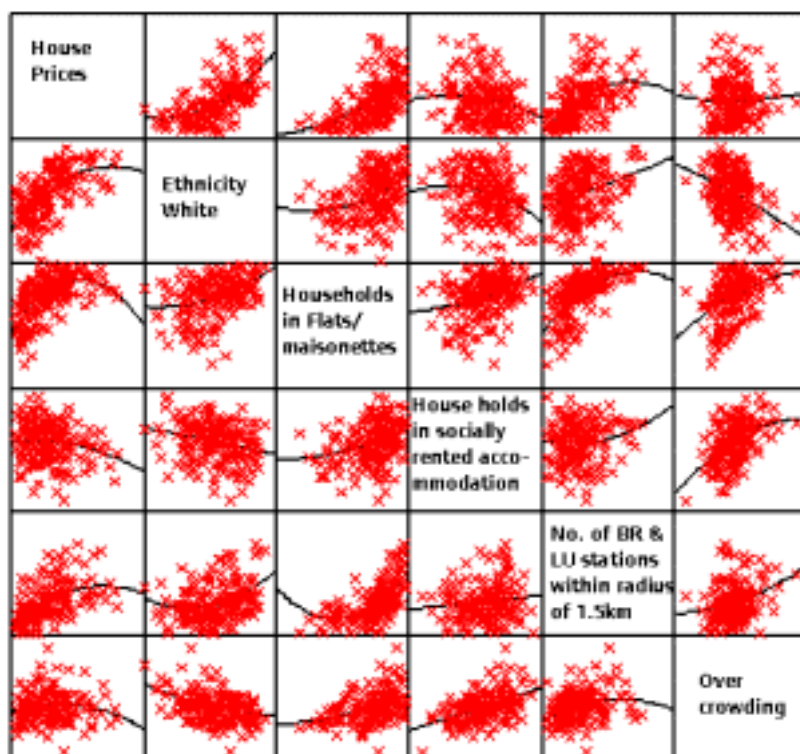 House
Prices
Ethnicity
White
Households
in Flats/
maisonettes
House holds
in socially
rented acco-
mmodation
No. of BR &
LU stations
within radius
of 1.5km
Over
crowding